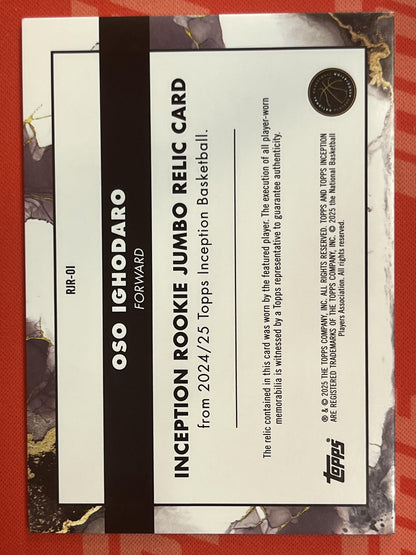 RJR-OI
OSO IGHODARO
FORWARD
INCEPTION ROOKIE JUMBO RELIC CARD
from 2024/25 Topps Inception Basketball.
The relic contained in this card was worn by the featured player. The execution of all player-worn
memorabilia is witnessed by a Topps representative to guarantee authenticity.
Topps
® & © 2025 THE TOPPS COMPANY, INC. ALL RIGHTS RESERVED. TOPPS AND TOPPS INCEPTION
ARE REGISTERED TRADEMARKS OF THE TOPPS COMPANY, INC. © 2025 the National Basketball
Players Association. All rights reserved.